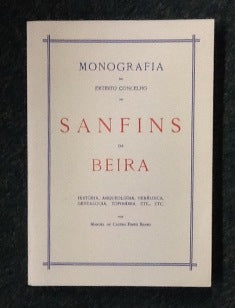 MONOGRAFIA
DO
EXTINTO CONCELHO
DE
SANFINS
DA
BEIRA
HISTÓRIA, ARQUEOLOGIA, HERÁLDICA,
GENEALOGIA, TOPONÍMIA, ETC., ETC.
POR
MANUEL DE CASTRO PINTO BRAVO